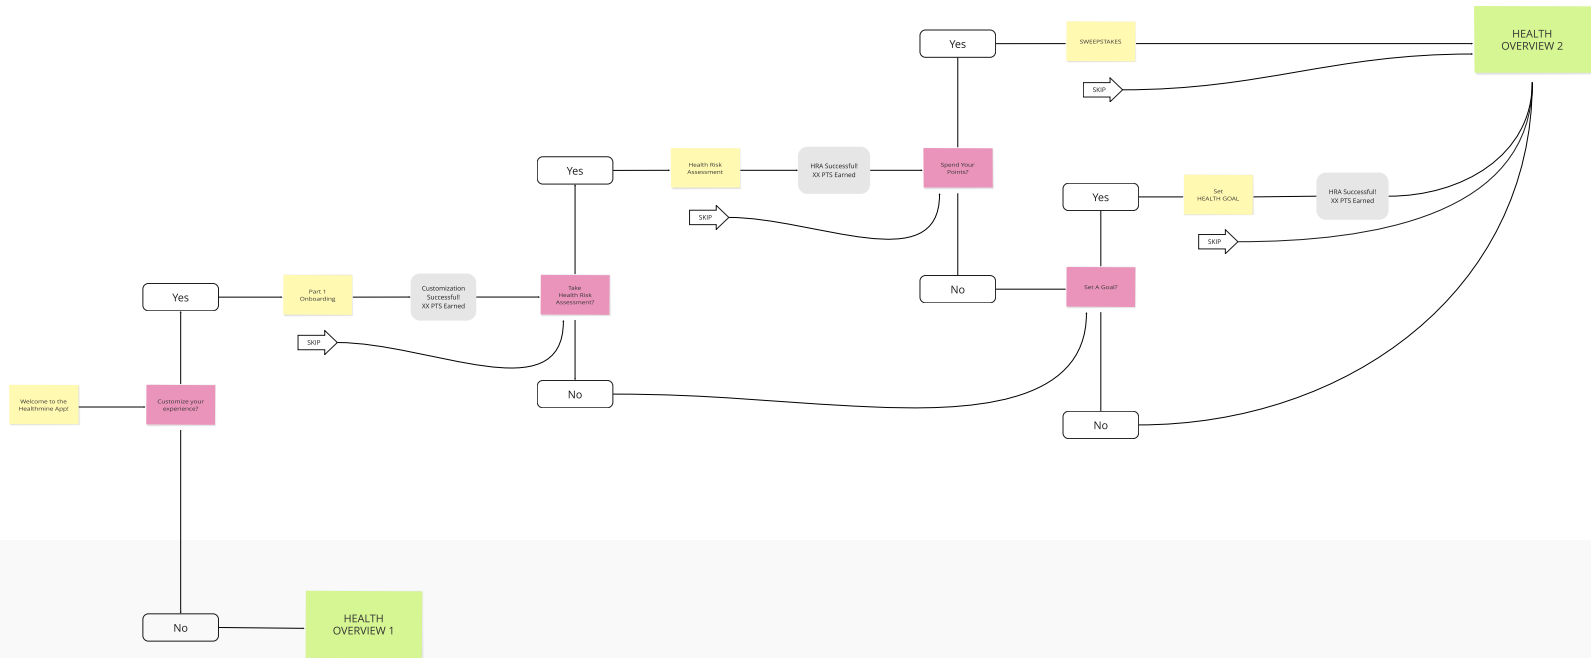 Yes
SWEEPSTAKES
HEALTH
OVERVIEW 2
SKIP
Yes
Health Risk
Assessment
HRA Successful!
XX PTS Earned
Spend Your
Points?
SKIP
Yes
Set
HEALTH GOAL
HRA Successful!
XX PTS Earned
SKIP
Yes
Part 1
Onboarding
Customization
Successful!
XX PTS Earned
Take
Health Risk
Assessment?
No
Set A Goal?
SKIP
No
No
Welcome to the
Healthmine App!
Customize your
experience?
No
HEALTH
OVERVIEW 1